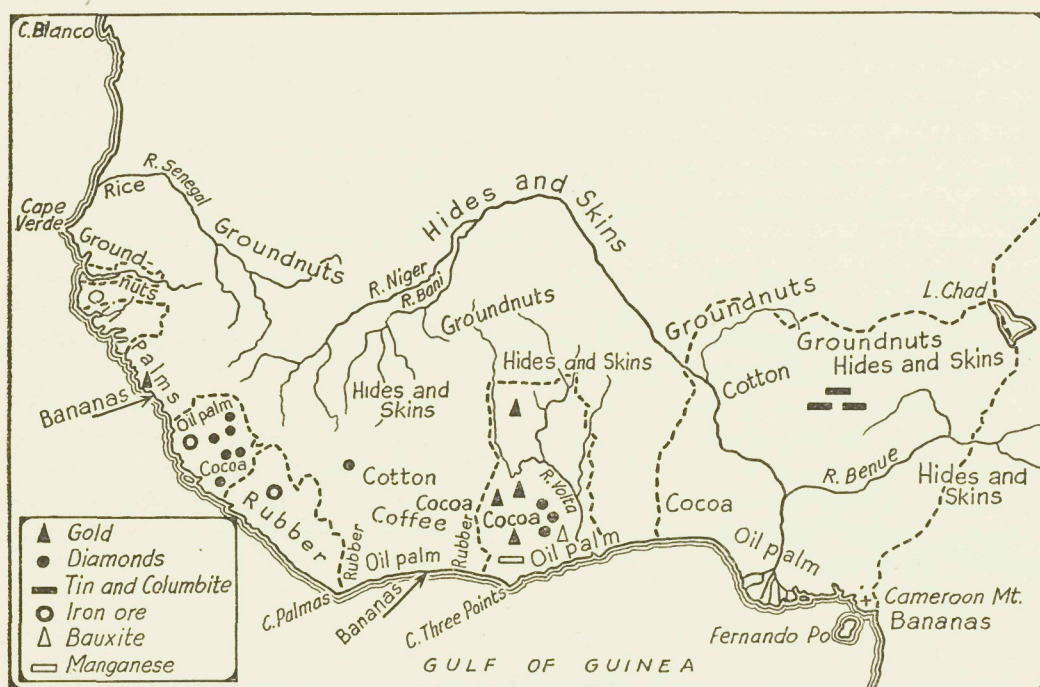 C. Blanco
R. Senegal
Rice
Cape
Verde
Groundnuts
Ground-
nuts
Hides and Skins
R. Niger
R. Bani
Groundnuts
Hides and Skins
Hides and
Skins
Groundnuts
L. Chad
Groundnuts
Hides and Skins
Cotton
Palms
Bananas
Oil palm
Cocoa
Rubber
Cotton
Cocoa
Coffee
Rubber
Oil palm
Rubber
Bananas
Cocoa
R. Volta
Oil palm
Cocoa
R. Benue
Hides and
Skins
Oil palm
Cameroon Mt.
Bananas
Fernando Po
C. Palmas
C. Three Points
GULF OF GUINEA
Gold
Diamonds
Tin and Columbite
Iron ore
Bauxite
Manganese